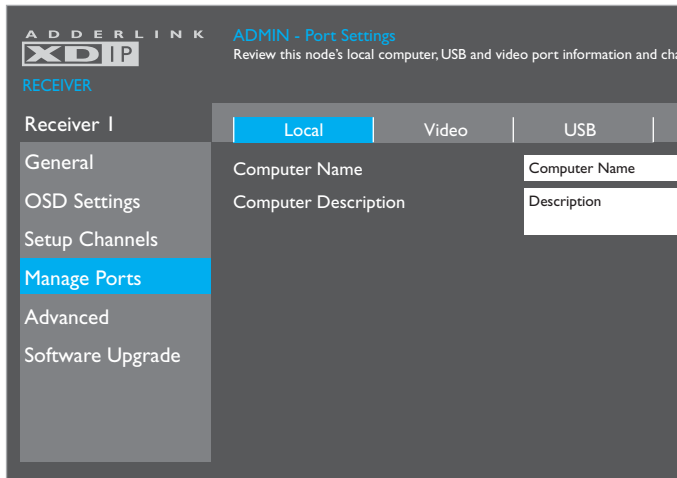 ADDERLINK
XDIP
RECEIVER
ADMIN - Port Settings
Review this node's local computer, USB and video port information and
Receiver 1
General
OSD Settings
Setup Channels
Manage Ports
Advanced
Software Upgrade
Local Video USB
Computer Name Computer Name
Computer Description Description